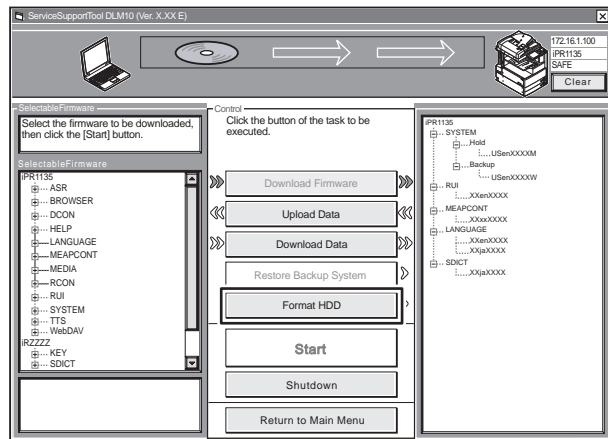 ServiceSupportTool DLM10 (Ver. X.XX E)
172.16.1.100
iPR1135
SAFE
Clear
SelectableFirmware
Select the firmware to be downloaded,
then click the [Start] button.
SelectableFirmware
iPR1135
ASR
BROWSER
DCON
HELP
LANGUAGE
MEAPCONT
MEDIA
RCON
RUI
SYSTEM
TTS
WebDAV
iRZZZZ
KEY
SDICT
Control
Click the button of the task to be
executed.
Download Firmware
Upload Data
Download Data
Restore Backup System
Format HDD
Start
Shutdown
Return to Main Menu
iPR1135
SYSTEM
Hold
USenXXXXM
Backup
USenXXXXW
RUI
XXenXXXX
MEAPCONT
XXxxXXXX
LANGUAGE
XXenXXXX
XXjaXXXX
SDICT
XXjaXXXX